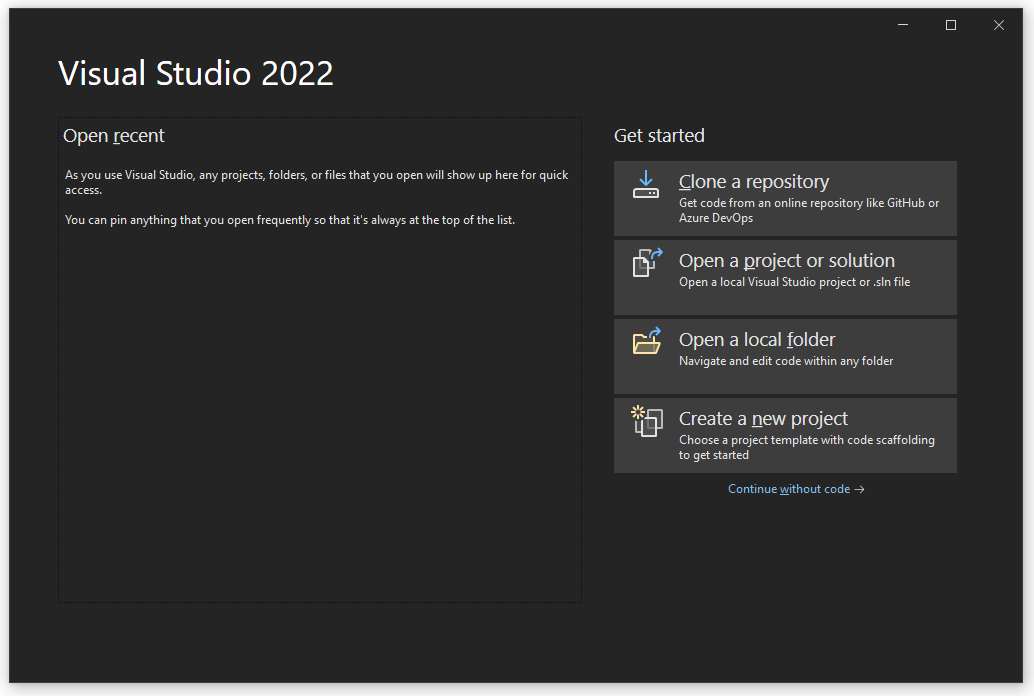 Visual Studio 2022
Open recent
As you use Visual Studio, any projects, folders, or files that you open will show up here for quick
access.
You can pin anything that you open frequently so that it's always at the top of the list.
Get started
Clone a repository
Get code from an online repository like GitHub or
Azure DevOps
Open a project or solution
Open a local Visual Studio project or .sln file
Open a local folder
Navigate and edit code within any folder
Create a new project
Choose a project template with code scaffolding
to get started
Continue without code →